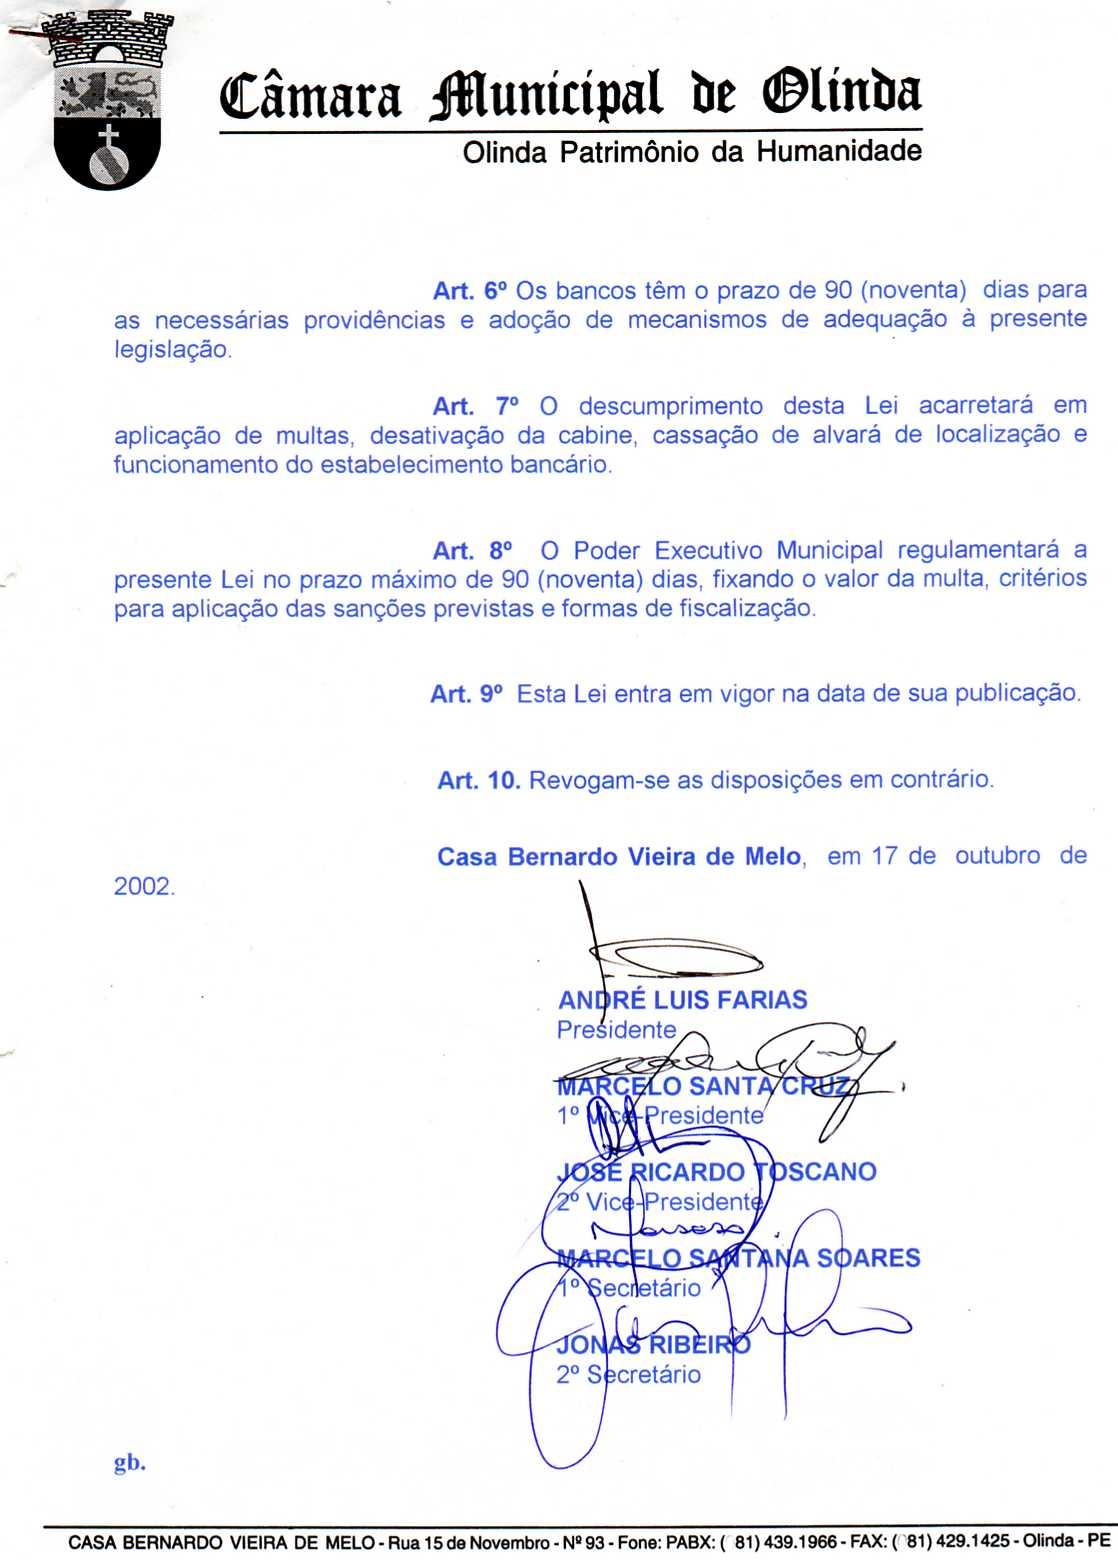 Câmara Municipal de Olinda
Olinda Patrimônio da Humanidade
Art. 6º Os bancos têm o prazo de 90 (noventa) dias para
as necessárias providências e adoção de mecanismos de adequação à presente
legislação.
Art. 7º O descumprimento desta Lei acarretará em
aplicação de multas, desativação da cabine, cassação de alvará de localização e
funcionamento do estabelecimento bancário.
Art. 8º O Poder Executivo Municipal regulamentará a
presente Lei no prazo máximo de 90 (noventa) dias, fixando o valor da multa, critérios
para aplicação das sanções previstas e formas de fiscalização.
Art. 9º Esta Lei entra em vigor na data de sua publicação.
Art. 10. Revogam-se as disposições em contrário.
Casa Bernardo Vieira de Melo, em 17 de outubro de
2002.
ANDRÉ LUIS FARIAS
Presidente
MARCELO SANTA CRUZ
1º Vice-Presidente
JOSÉ RICARDO TOSCANO
2º Vice-Presidente
MARCELO SANTANA SOARES
1º Secretário
JONAS RIBEIRO
2º Secretário
gb.
CASA BERNARDO VIEIRA DE MELO - Rua 15 de Novembro - Nº 93 - Fone: PABX: ( 81) 439.1966 - FAX: ( 81) 429.1425 - Olinda - PE